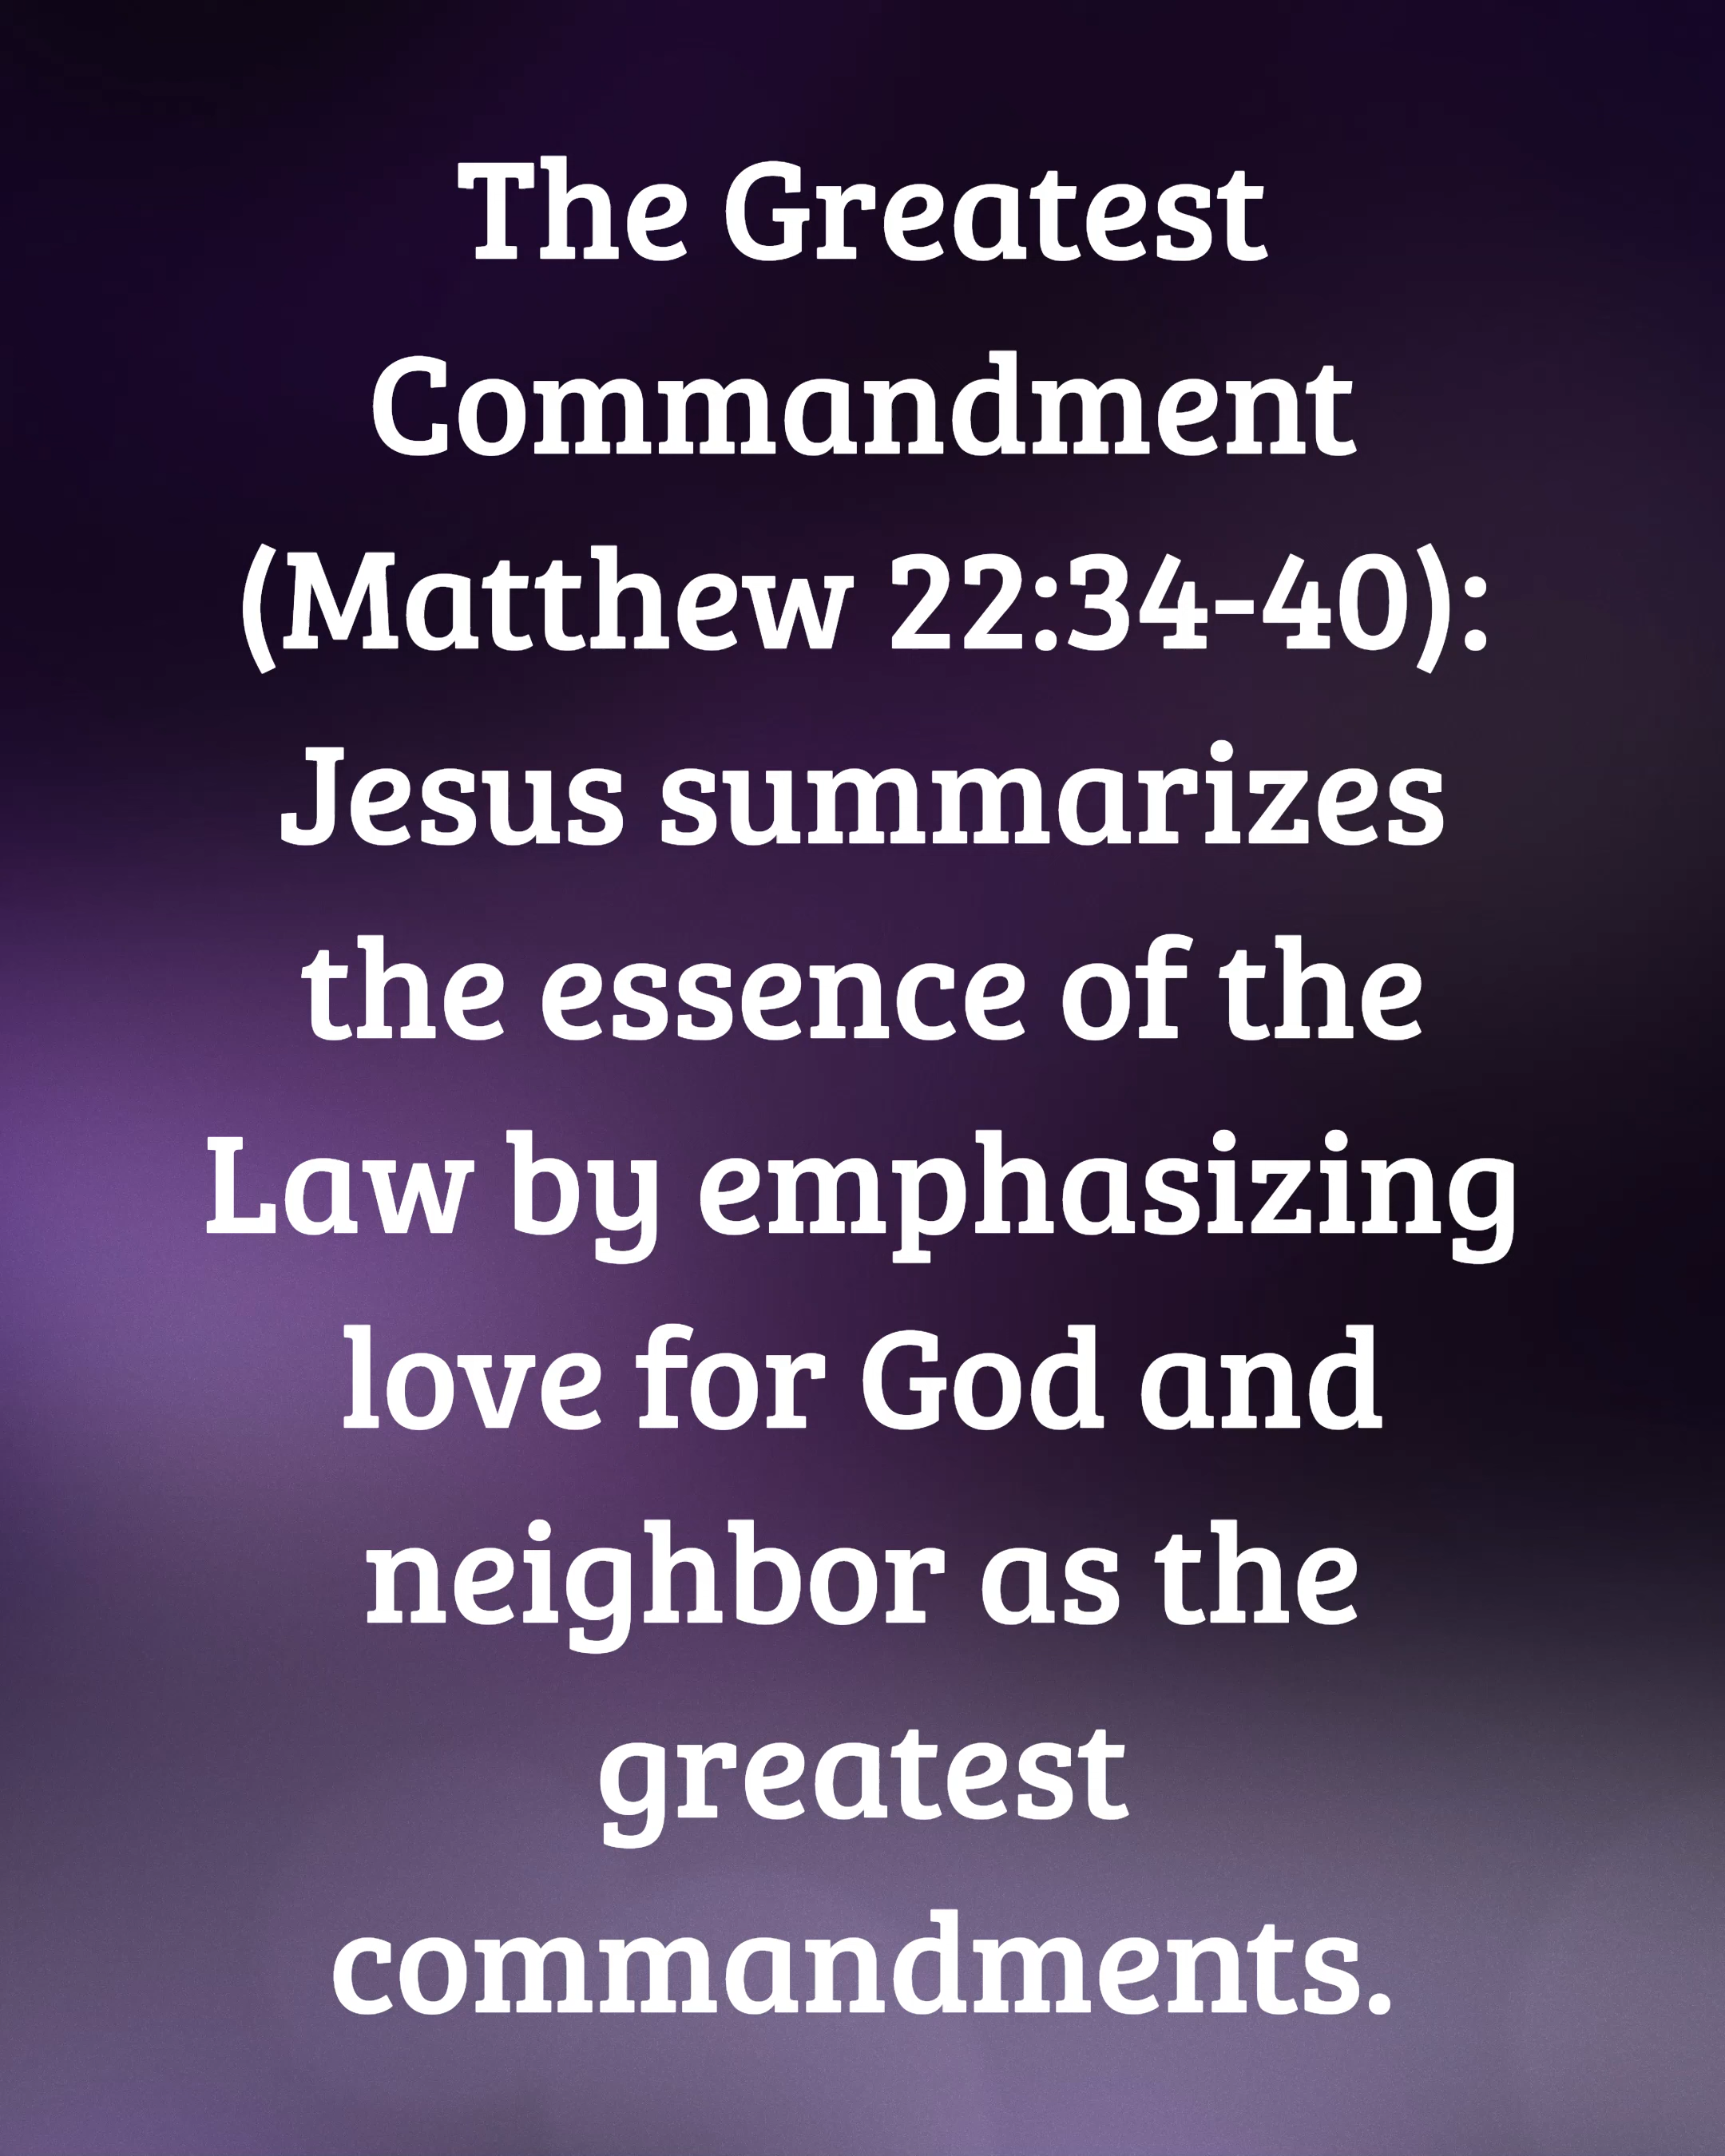 The Greatest
Commandment
(Matthew 22:34-40):
Jesus summarizes
the essence of the
Law by emphasizing
love for God and
neighbor as the
greatest
commandments.